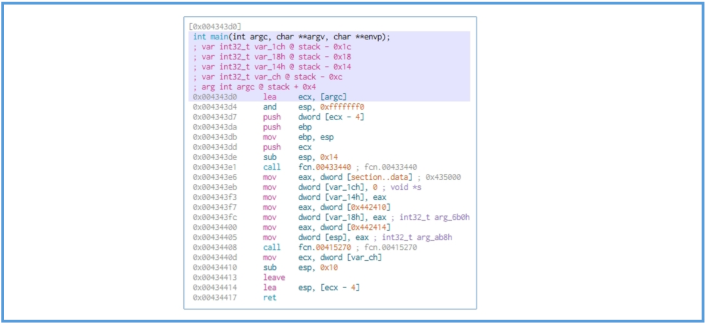 [0x004343d0]
int main(int argc, char **argv, char **envp);
; var int32_t var_1ch @ stack - 0x1c
; var int32_t var_18h @ stack - 0x18
; var int32_t var_14h @ stack - 0x14
; var int32_t var_ch @ stack - 0xc
; arg int argc @ stack + 0x4
0x004343d0 lea ecx, [argc]
0x004343d4 and esp, 0xfffffff0
0x004343d7 push dword [ecx - 4]
0x004343da push ebp
0x004343db mov ebp, esp
0x004343dd push ecx
0x004343de sub esp, 0x14
0x004343e1 call fcn.00433440 ; fcn.00433440
0x004343e6 mov eax, dword [section..data] ; 0x435000
0x004343eb mov dword [var_1ch], 0 ; void *s
0x004343f3 mov dword [var_14h], eax
0x004343f7 mov eax, dword [0x442410]
0x004343fc mov dword [var_18h], eax ; int32_t arg_6b0h
0x00434400 mov eax, dword [0x442414]
0x00434405 mov dword [esp], eax ; int32_t arg_ab8h
0x00434408 call fcn.00415270 ; fcn.00415270
0x0043440d mov ecx, dword [var_ch]
0x00434410 sub esp, 0x10
0x00434413 leave
0x00434414 lea esp, [ecx - 4]
0x00434417 ret